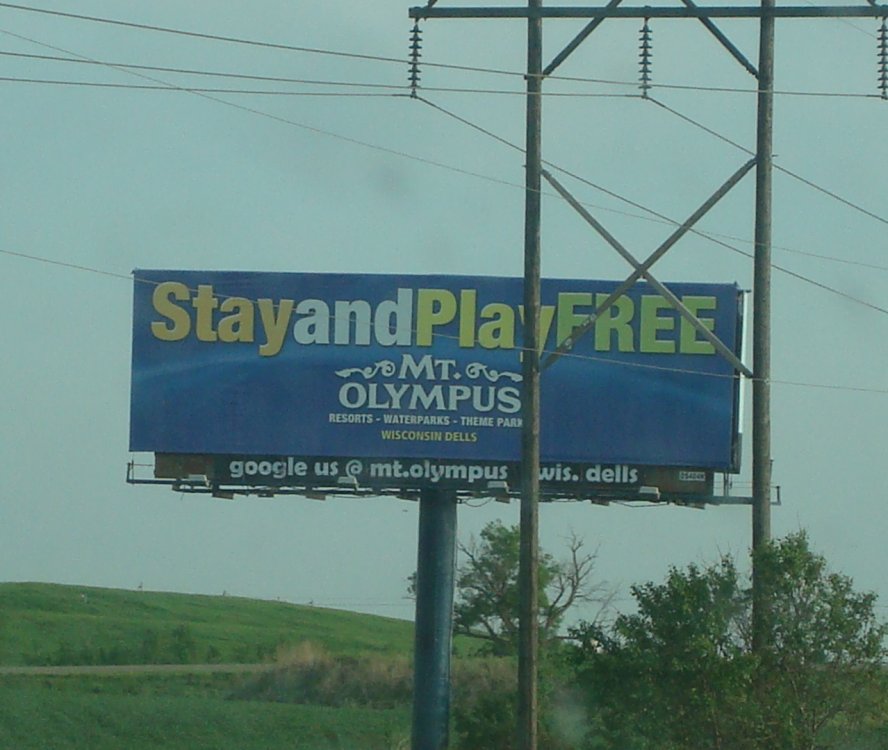 StayandPlayFREE
MT.
OLYMPUS
RESORTS - WATERPARKS - THEME PARK
WISCONSIN DELLS
google us @ mt.olympus wis. dells